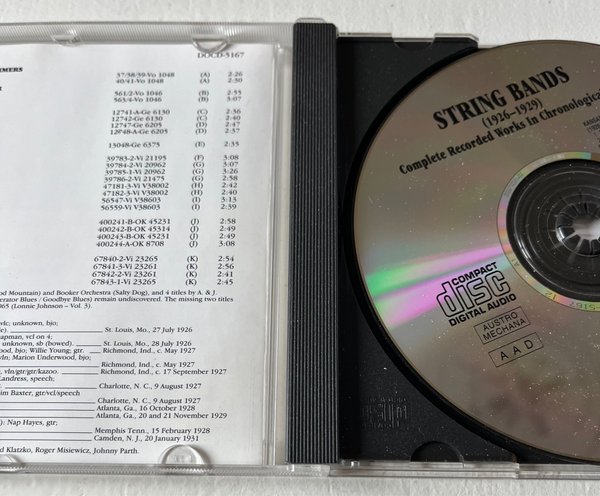 DOCD-5167
37/38/39-Vo 1048 (A) 2:26
40/41-Vo 1048 (A) 2:30
561/2-Vo 1046 (B) 2:55
563/4-Vo 1046 (B) 3:07
12741-A-Ge 6130 (C) 2:36
12742-Ge 6130 (C) 2:40
12747-Ge 6205 (D) 2:47
12748-A-Ge 6205 (D) 2:37
13048-Ge 6375 (E) 2:35
39783-2-Vi 21195 (F) 3:08
39784-1-Vi 20962 (G) 3:07
39785-1-Vi 20962 (G) 3:26
39786-2-Vi 21475 (G) 2:58
47181-3-Vi V38002 (H) 2:42
47182-3-Vi V38002 (H) 2:40
56547-Vi V38603 (I) 3:13
56559-Vi V38603 (I) 2:39
400241-B-OK 45231 (J) 2:58
400242-B-OK 45314 (J) 2:49
400243-B-OK 45231 (J) 2:49
400244-A-OK 8708 (J) 3:08
67840-2-Vi 23265 (K) 2:54
67841-3-Vi 23261 (K) 2:56
67842-2-Vi 23261 (K) 2:41
67843-1-Vi 23265 (K) 2:45
od Mountain) and Booker Orchestra (Salty Dog), and 4 titles by A. & J.
erator Blues / Goodbye Blues) remain undiscovered. The missing two titles
065 (Lonnie Johnson – Vol. 3).
vlc; unknown, bjo;
apman, vcl on 4; St. Louis, Mo., 27 July 1926
; unknown, sb (bowed). St. Louis, Mo., 28 July 1926
ood, bjo; Willie Young; gtr. Richmond, Ind., c. May 1927
vln; Marion Underwood, bjo;
Richmond, Ind., c. May 1927
, vln/gtr/gtr/kazoo. Richmond, Ind., c. 17 September 1927
Landress, speech;
Charlotte, N. C., 9 August 1927
im Baxter, gtr/vcl/speech
Charlotte, N. C., 9 August 1927
Atlanta, Ga., 16 October 1928
Atlanta, Ga., 20 and 21 November 1929
); Nap Hayes, gtr;
Memphis Tenn., 15 February 1928
Camden, N. J., 20 January 1931
d Klatzko, Roger Misiewicz, Johnny Parth.
STRING BANDS
(1926–1929)
Complete Recorded Works In Chronologica
COMPACT
disc
DIGITAL AUDIO
AUSTRO
MECHANA
AAD